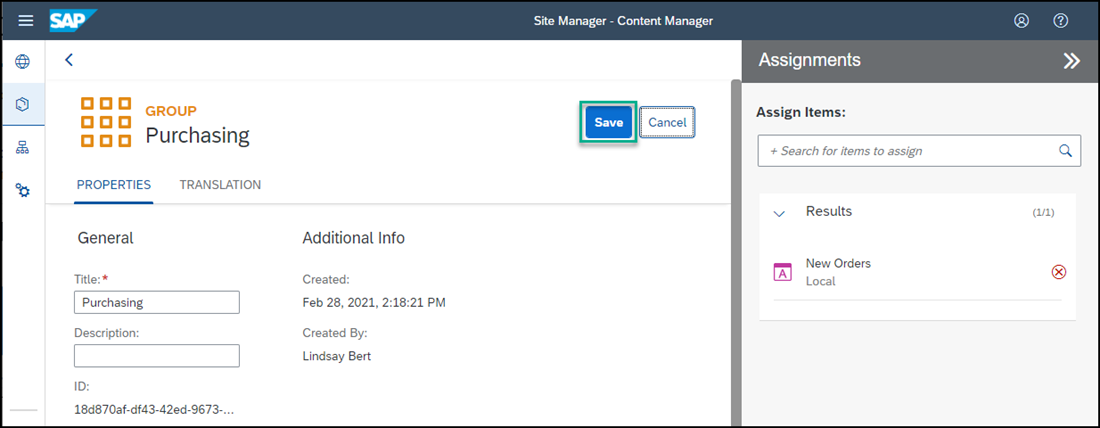 SAP Site Manager - Content Manager
GROUP
Purchasing
Save Cancel
PROPERTIES TRANSLATION
General
Title:*
Purchasing
Description:
ID:
18d870af-df43-42ed-9673-...
Additional Info
Created:
Feb 28, 2021, 2:18:21 PM
Created By:
Lindsay Bert
Assignments
Assign Items:
+ Search for items to assign
Results (1/1)
A New Orders
Local